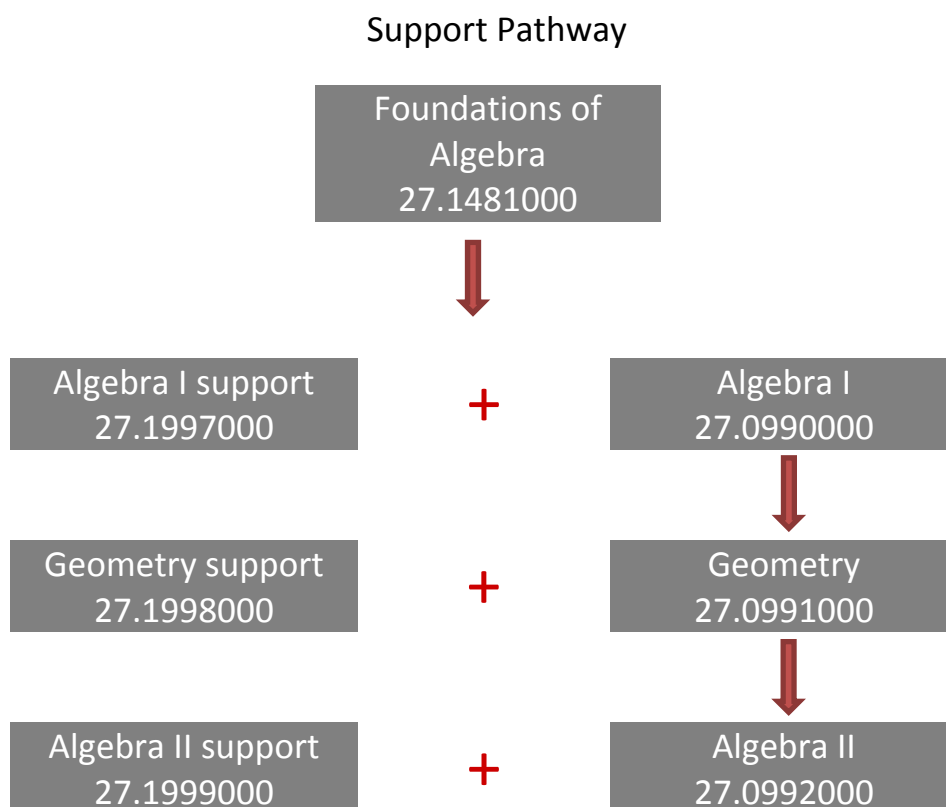 Support Pathway
Foundations of
Algebra
27.1481000
Algebra I support
27.1997000
+
Algebra I
27.0990000
Geometry support
27.1998000
+
Geometry
27.0991000
Algebra II support
27.1999000
+
Algebra II
27.0992000